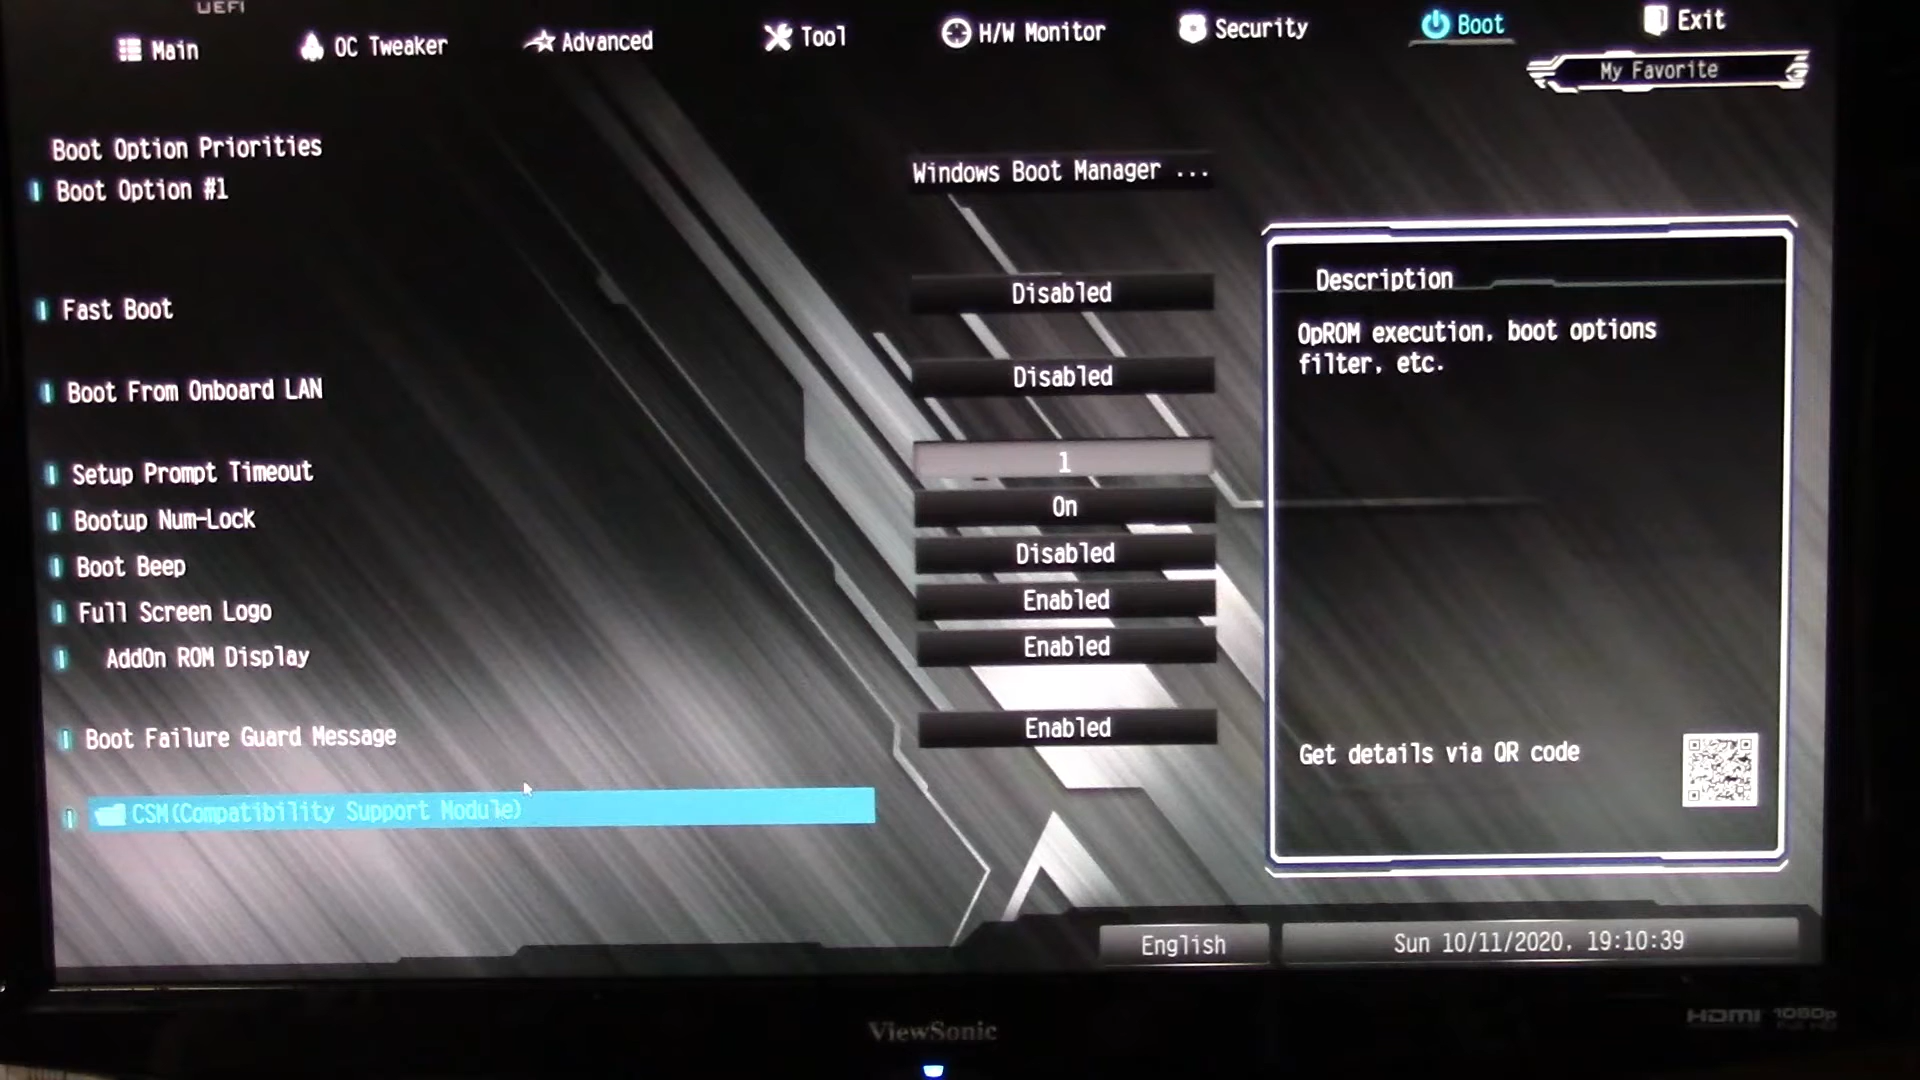 UEFI
Main
OC Tweaker
Advanced
Tool
H/W Monitor
Security
Boot
Exit
My Favorite
Boot Option Priorities
Boot Option #1
Windows Boot Manager ...
Fast Boot
Disabled
Boot From Onboard LAN
Disabled
Setup Prompt Timeout
1
Bootup Num-Lock
On
Boot Beep
Disabled
Full Screen Logo
Enabled
AddOn ROM Display
Enabled
Boot Failure Guard Message
Enabled
CSM(Compatibility Support Module)
Description
OpROM execution, boot options
filter, etc.
Get details via QR code
English
Sun 10/11/2020, 19:10:39
ViewSonic
HDMI 1080p